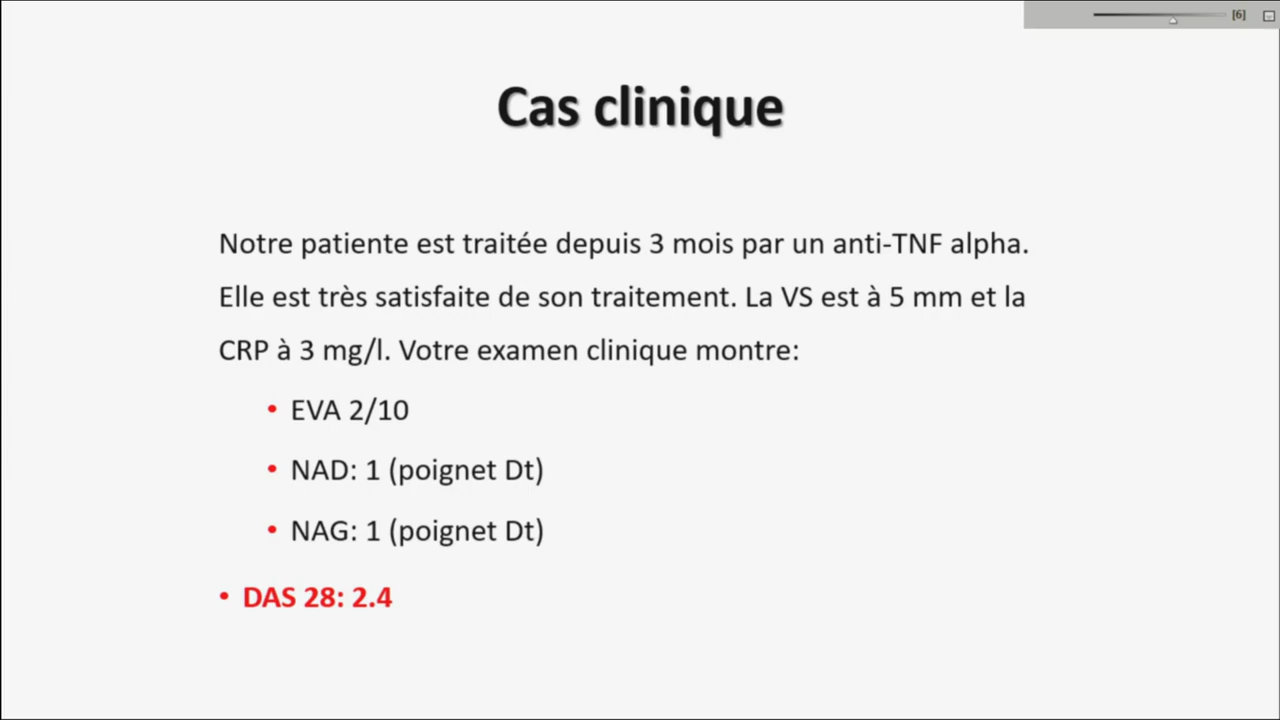 [6]
Cas clinique
Notre patiente est traitée depuis 3 mois par un anti-TNF alpha.
Elle est très satisfaite de son traitement. La VS est à 5 mm et la
CRP à 3 mg/l. Votre examen clinique montre:
• EVA 2/10
• NAD: 1 (poignet Dt)
• NAG: 1 (poignet Dt)
• DAS 28: 2.4